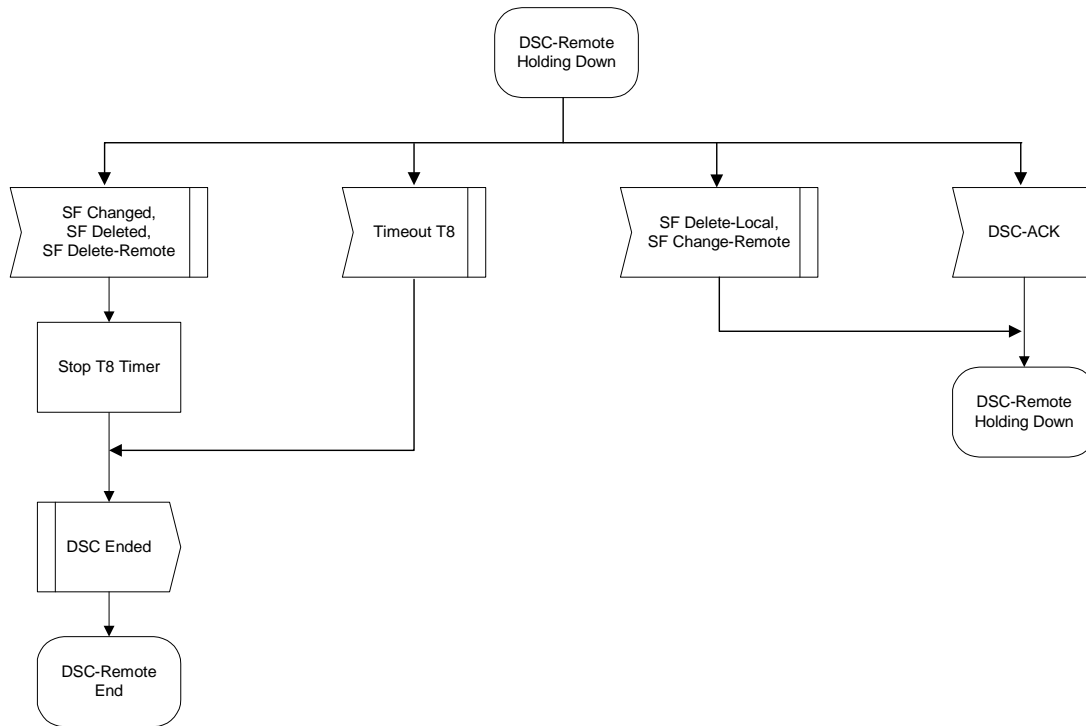 DSC-Remote
Holding Down
SF Changed,
SF Deleted,
SF Delete-Remote
Timeout T8
SF Delete-Local,
SF Change-Remote
DSC-ACK
Stop T8 Timer
DSC-Remote
Holding Down
DSC Ended
DSC-Remote
End